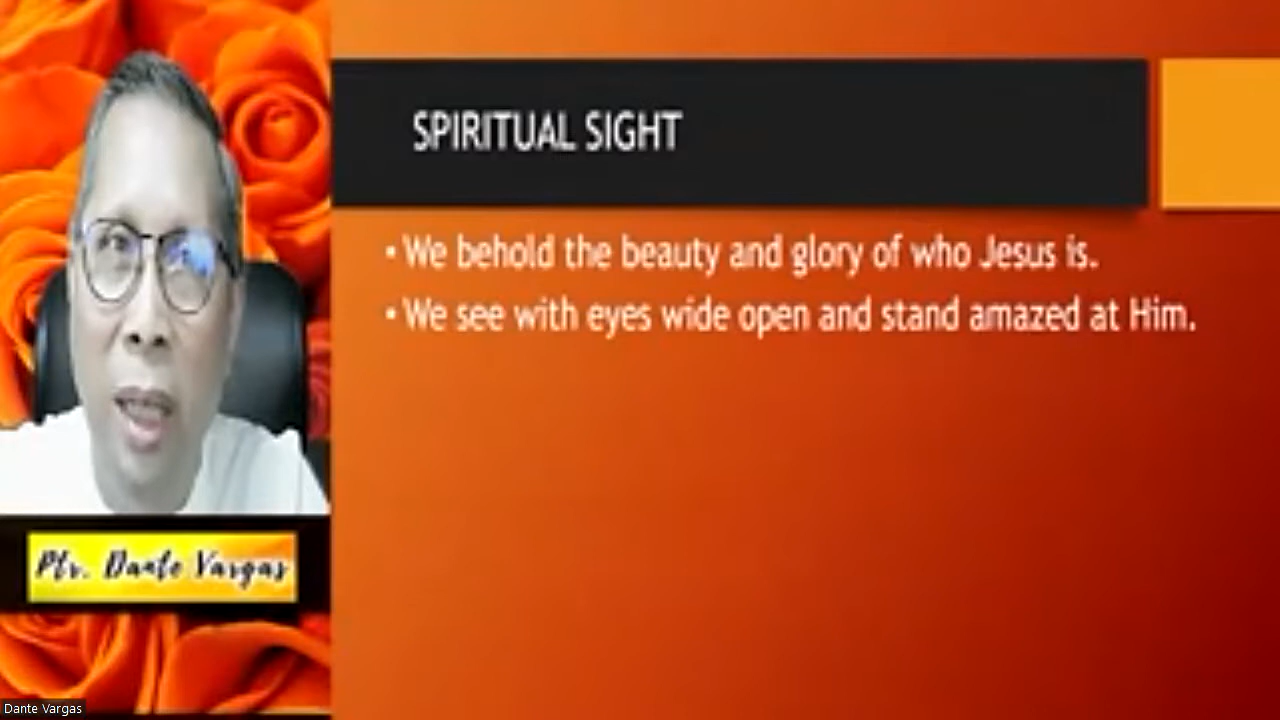 SPIRITUAL SIGHT
• We behold the beauty and glory of who Jesus is.
• We see with eyes wide open and stand amazed at Him.
Ptr. Dante Vargas
Dante Vargas